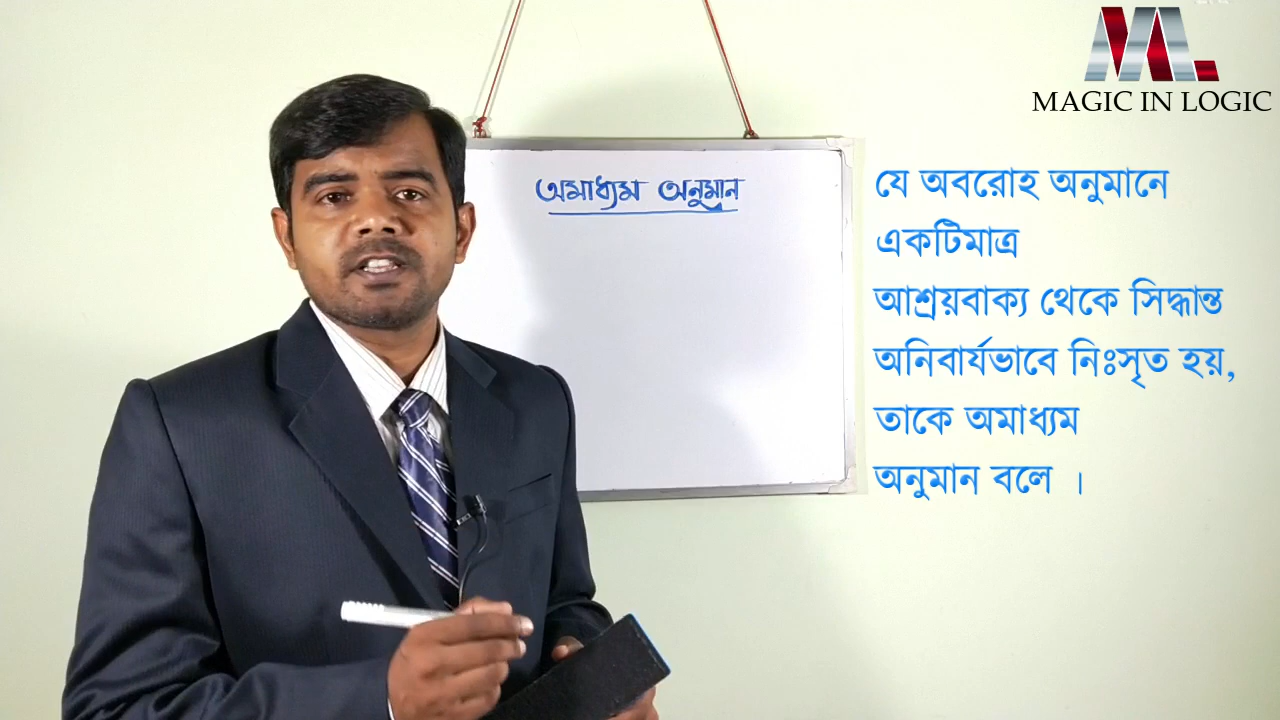 MAGIC IN LOGIC
অমাধ্যম অনুমান
যে অবরোহ অনুমানে
একটিমাত্র
আশ্রয়বাক্য থেকে সিদ্ধান্ত
অনিবার্যভাবে নিঃসৃত হয়,
তাকে অমাধ্যম
অনুমান বলে ।